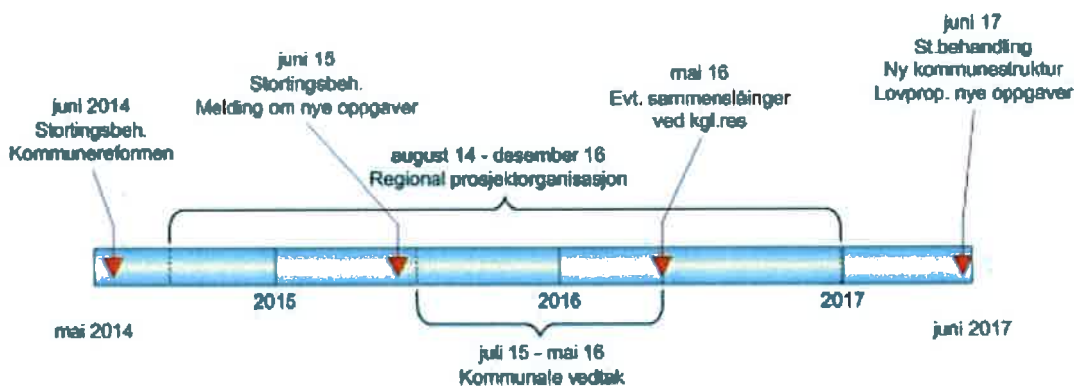 juni 2014
Stortingsbeh.
Kommunereformen
juni 15
Stortingsbeh.
Melding om nye oppgaver
mai 16
Evt. sammenslåinger
ved kgl.res
juni 17
St.behandling
Ny kommunestruktur
Lovprop. nye oppgaver
august 14 - desember 16
Regional prosjektorganisasjon
2015
2016
2017
mai 2014
juni 2017
juli 15 - mai 16
Kommunale vedtak